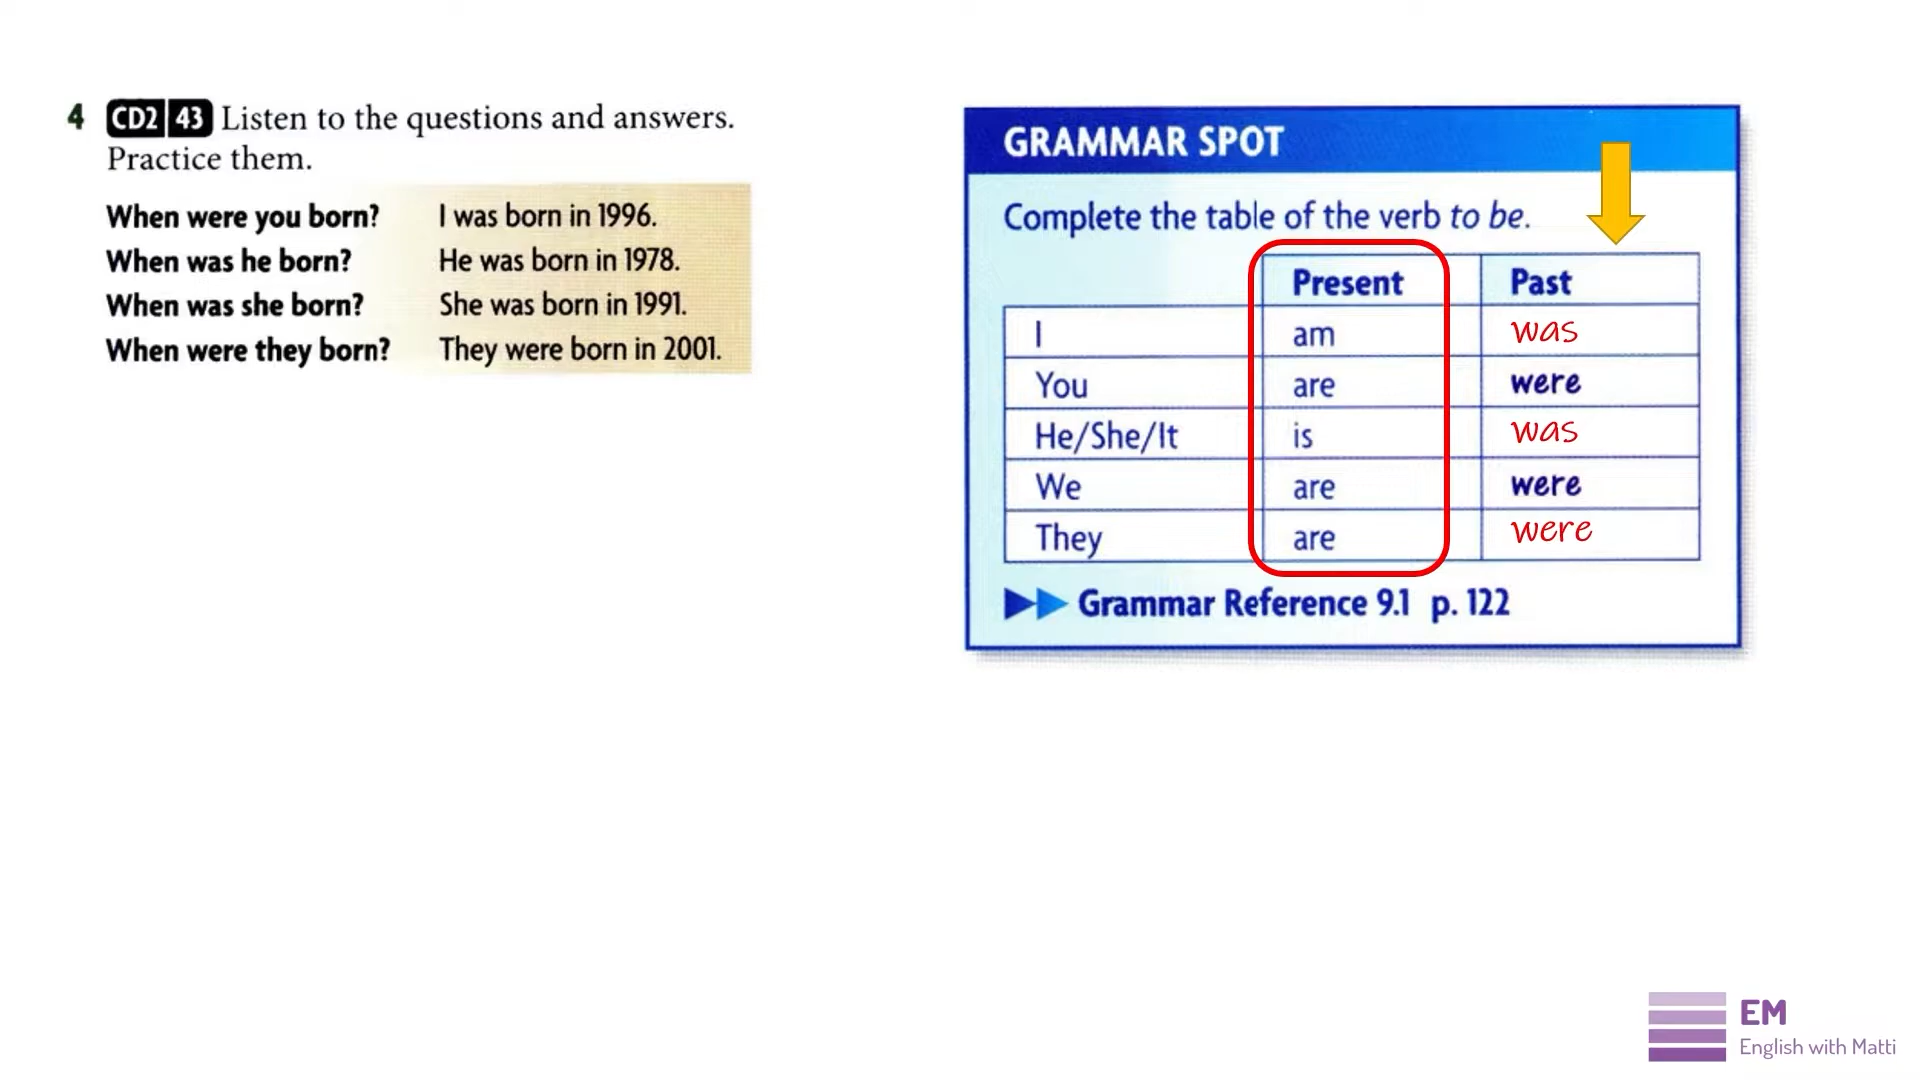 4 CD2 43 Listen to the questions and answers.
Practice them.
When were you born? I was born in 1996.
When was he born? He was born in 1978.
When was she born? She was born in 1991.
When were they born? They were born in 2001.
GRAMMAR SPOT
Complete the table of the verb to be.
Present Past
I am was
You are were
He/She/It is was
We are were
They are were
Grammar Reference 9.1 p. 122
EM
English with Matti